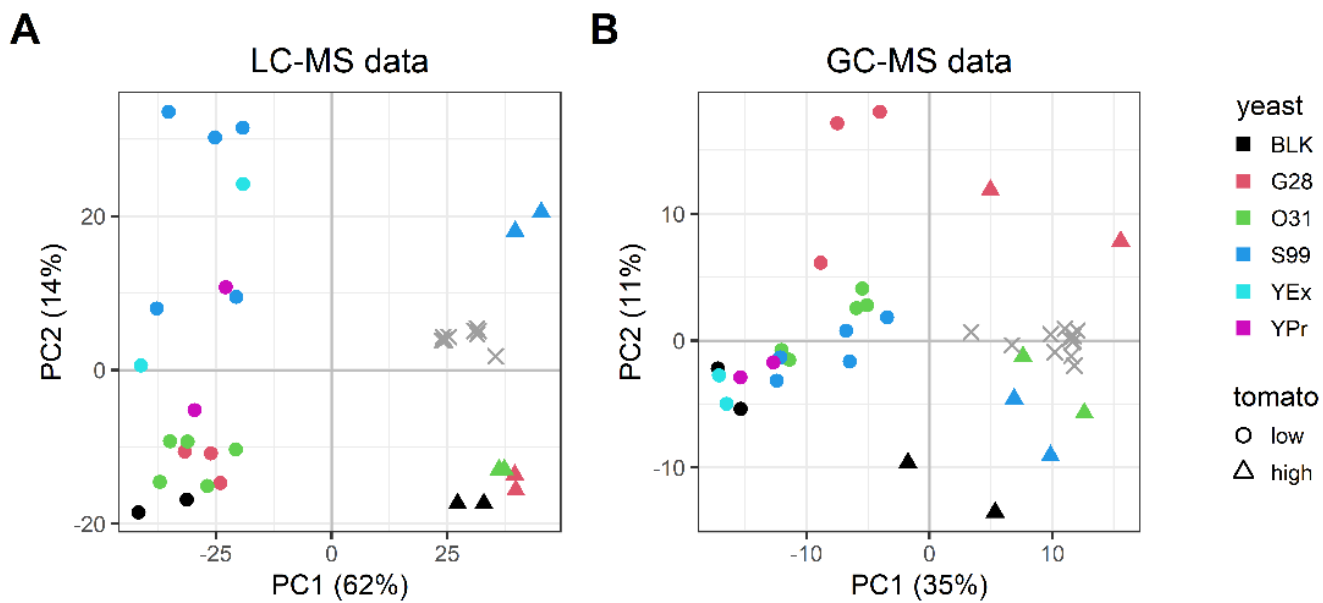 A
B
LC-MS data
GC-MS data
PC2 (14%)
20
0
-20
-25
0
25
PC1 (62%)
PC2 (11%)
10
0
-10
-10
0
10
PC1 (35%)
yeast
BLK
G28
O31
S99
YEx
YPr
tomato
low
high